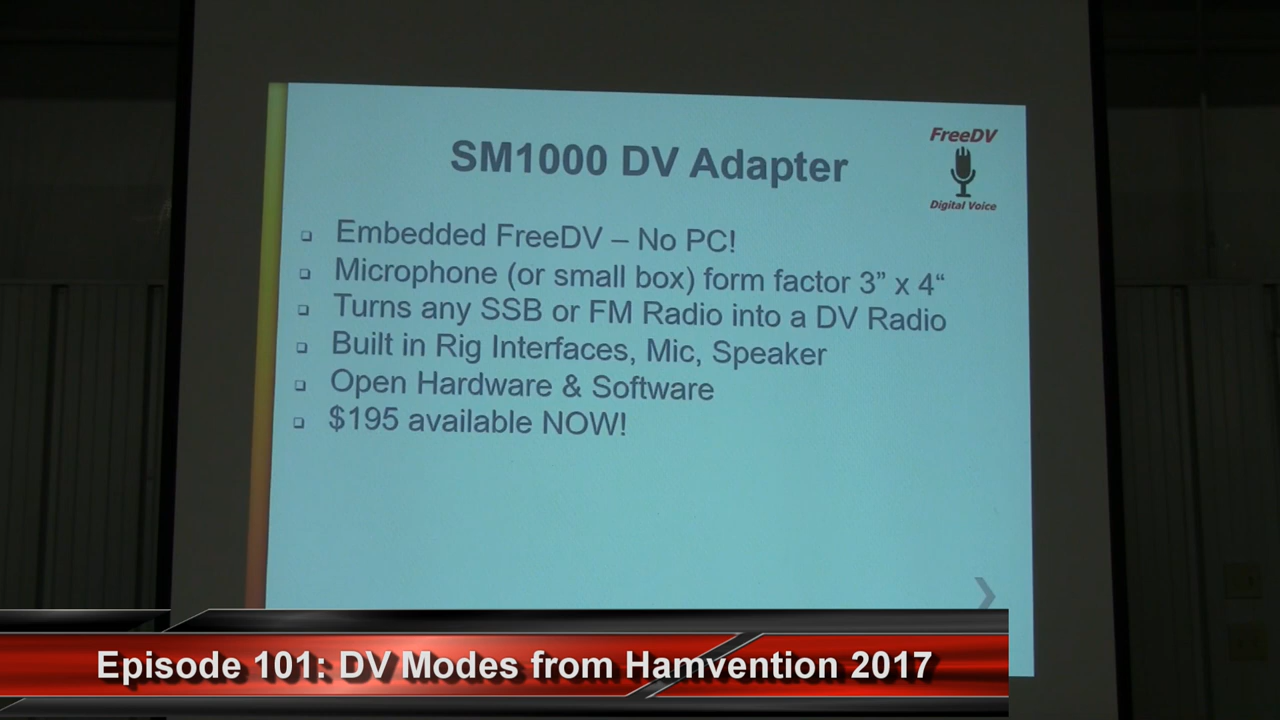 SM1000 DV Adapter
FreeDV
Digital Voice
❑ Embedded FreeDV – No PC!
❑ Microphone (or small box) form factor 3” x 4“
❑ Turns any SSB or FM Radio into a DV Radio
❑ Built in Rig Interfaces, Mic, Speaker
❑ Open Hardware & Software
❑ $195 available NOW!
Episode 101: DV Modes from Hamvention 2017